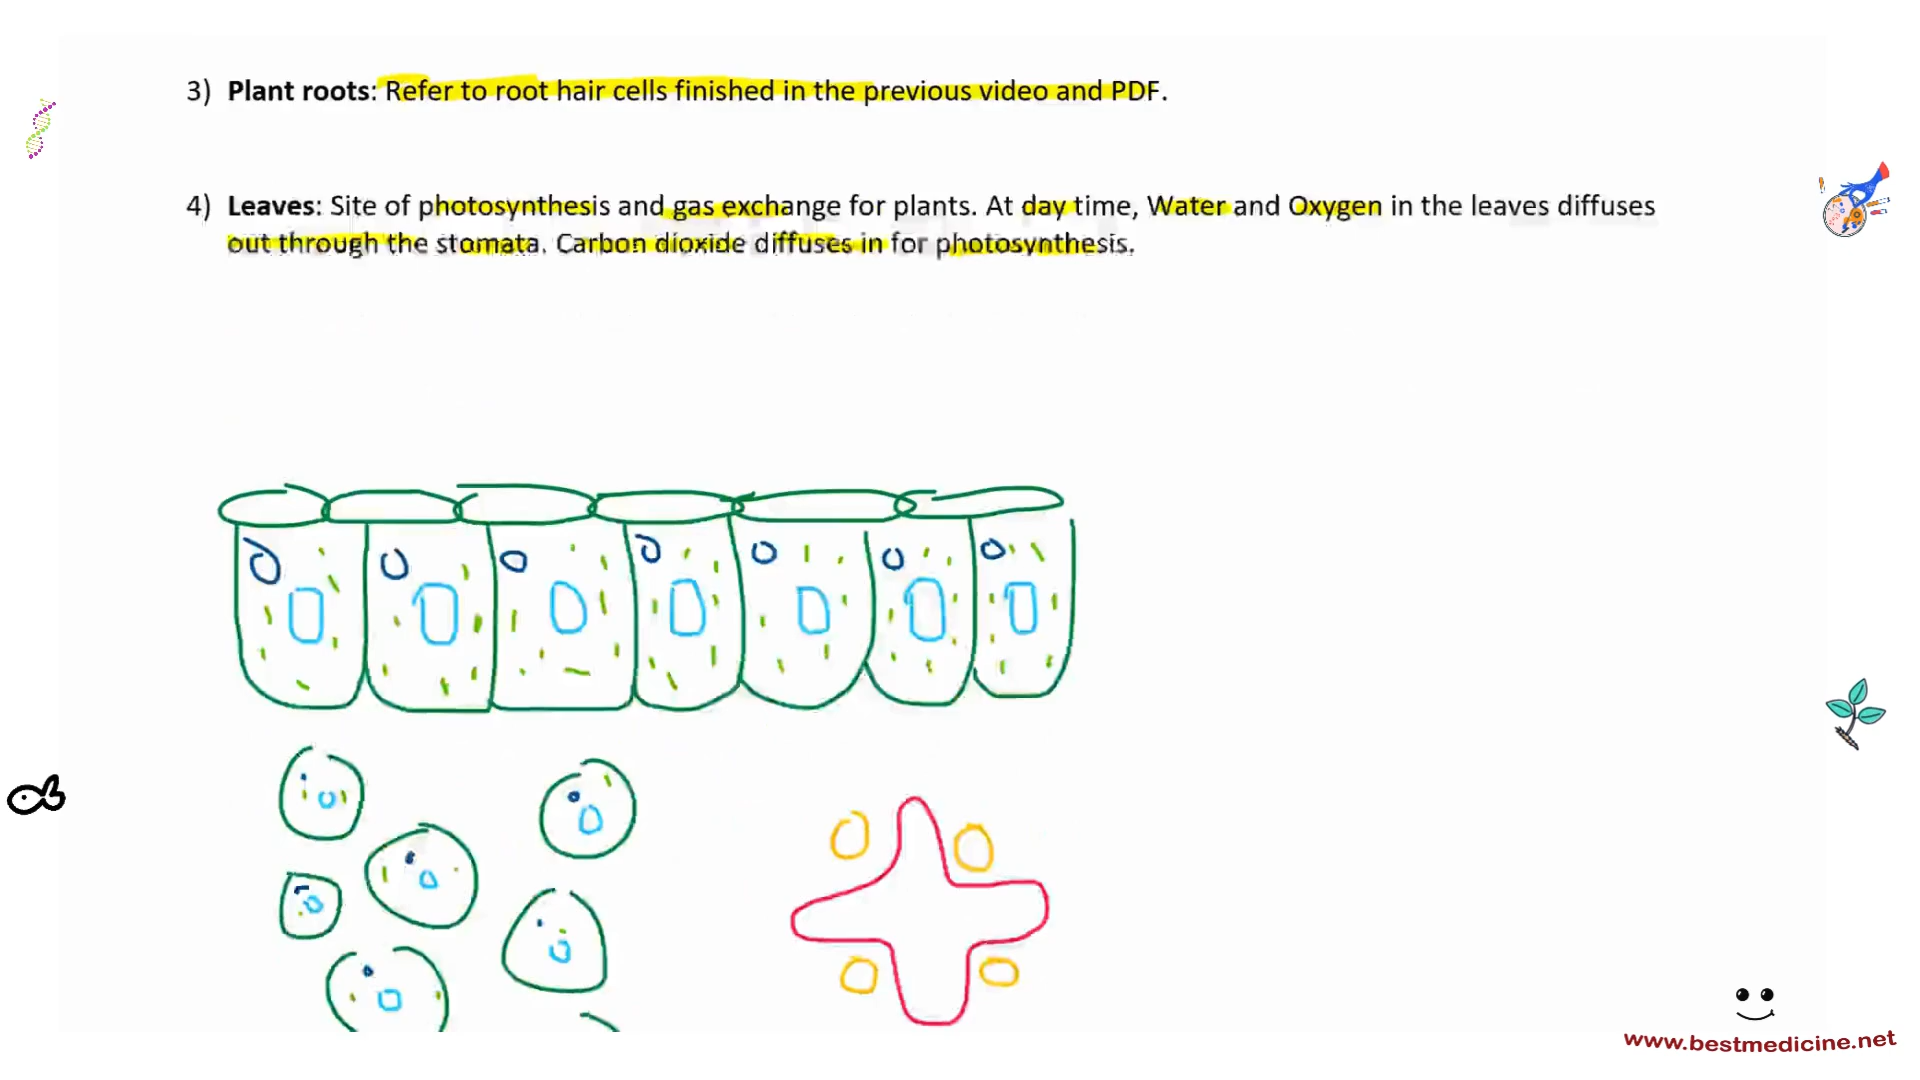 3) Plant roots: Refer to root hair cells finished in the previous video and PDF.
4) Leaves: Site of photosynthesis and gas exchange for plants. At day time, Water and Oxygen in the leaves diffuses
out through the stomata. Carbon dioxide diffuses in for photosynthesis.
www.bestmedicine.net